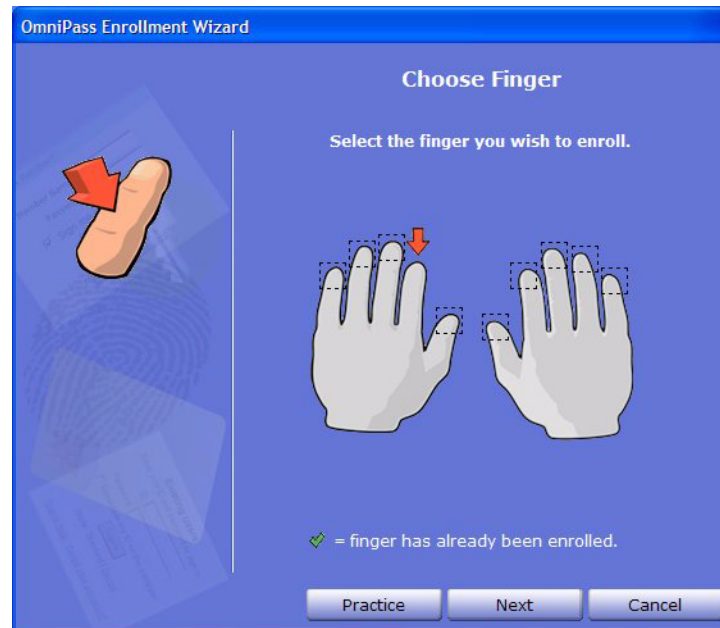 OmniPass Enrollment Wizard
Choose Finger
Select the finger you wish to enroll.
= finger has already been enrolled.
Practice
Next
Cancel